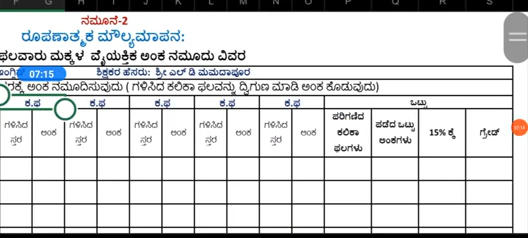 F G H I J K L M N O P Q R S
ನಮೂನೆ-2
ರೂಪಣಾತ್ಮಕ ಮೌಲ್ಯಮಾಪನ:
ಫಲವಾರು ಮಕ್ಕಳ ವೈಯಕ್ತಿಕ ಅಂಕ ನಮೂದು ವಿವರ
07:15 ಶಿಕ್ಷಕರ ಹೆಸರು: ಶ್ರೀ ಎಲ್ ಡಿ ಮಮದಾಪೂರ
ಅಂಕ ನಮೂದಿಸುವುದು ( ಗಳಿಸಿದ ಕಲಿಕಾ ಫಲವನ್ನು ದ್ವಿಗುಣ ಮಾಡಿ ಅಂಕ ಕೊಡುವುದು)
ಕ.ಫ ಕ.ಫ ಕ.ಫ ಕ.ಫ ಕ.ಫ ಒಟ್ಟು
ಗಳಿಸಿದ ಸ್ತರ ಅಂಕ ಗಳಿಸಿದ ಸ್ತರ ಅಂಕ ಗಳಿಸಿದ ಸ್ತರ ಅಂಕ ಗಳಿಸಿದ ಸ್ತರ ಅಂಕ ಗಳಿಸಿದ ಸ್ತರ ಅಂಕ ಪರಿಗಣಿದ ಕಲಿಕಾ ಫಲಗಳು ಪಡೆದ ಒಟ್ಟು ಅಂಕಗಳು 15% ಕ್ಕೆ ಗ್ರೇಡ್
07:14